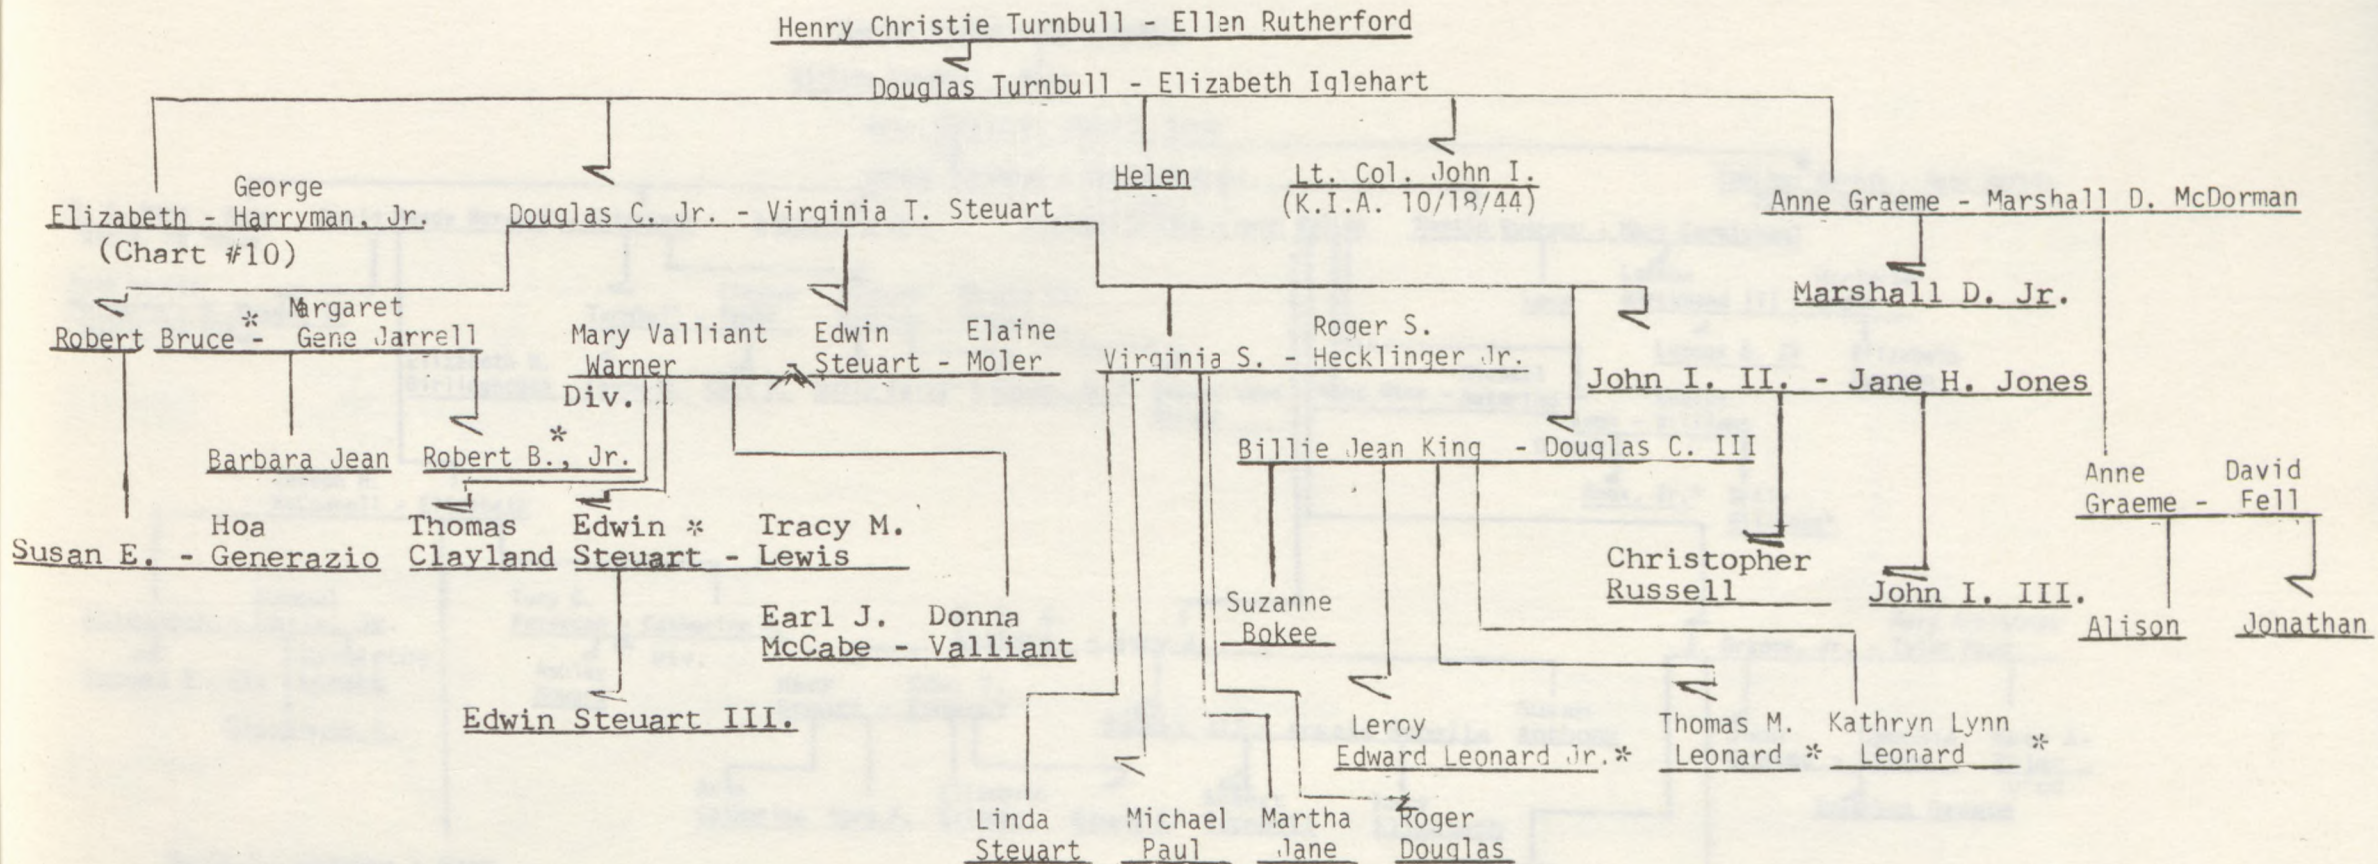 Henry Christie Turnbull - Ellen Rutherford
Douglas Turnbull - Elizabeth Iglehart
George
Elizabeth - Harryman, Jr.
(Chart #10)
Douglas C. Jr. - Virginia T. Steuart
Helen
Lt. Col. John I.
(K.I.A. 10/18/44)
Anne Graeme - Marshall D. McDorman
Marshall D. Jr.
Margaret
Robert Bruce * - Gene Jarrell
Mary Valliant
Warner
Div.
Edwin Elaine
Steuart - Moler
Roger S.
Virginia S. - Hecklinger Jr.
John I. II. - Jane H. Jones
Billie Jean King - Douglas C. III
Barbara Jean
Robert B., Jr. *
Anne David
Graeme - Fell
Hoa
Susan E. - Generazio
Thomas
Clayland
Edwin * Tracy M.
Steuart - Lewis
Christopher
Russell
John I. III.
Alison
Jonathan
Earl J. Donna
McCabe - Valliant
Suzanne
Bokee
Edwin Steuart III.
Leroy
Edward Leonard Jr.*
Thomas M.
Leonard *
Kathryn Lynn
Leonard *
Linda
Steuart
Michael
Paul
Martha
Jane
Roger
Douglas